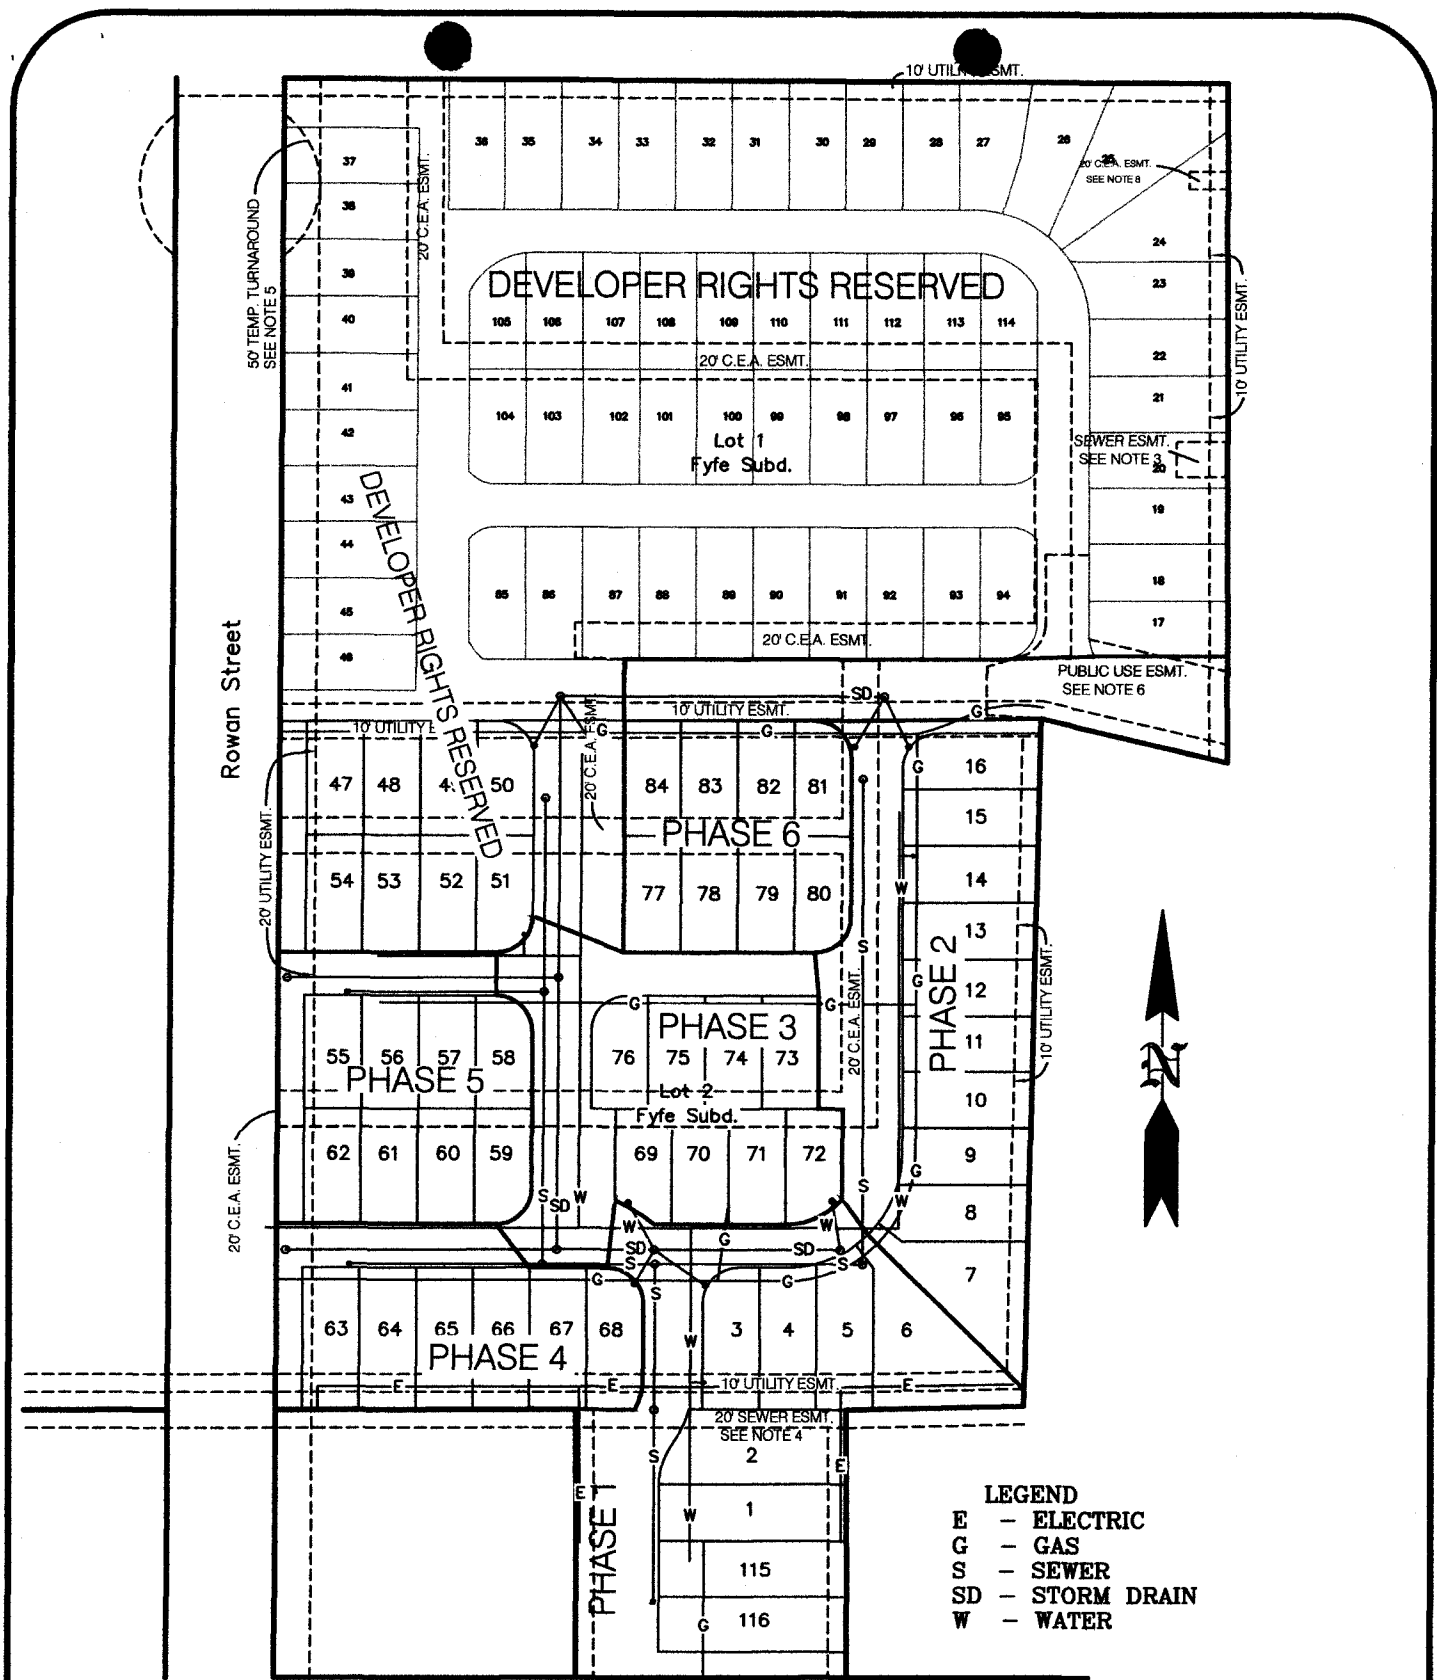 10' UTILITY ESMT.
36 35 34 33 32 31 30 29 28 27 26
20' C.E.A. ESMT.
SEE NOTE 8
37
38
39
40
41
42
43
44
45
46
20' C.E.A. ESMT.
50' TEMP. TURNAROUND
SEE NOTE 5
24
23
22
21
20
19
18
17
10' UTILITY ESMT.
DEVELOPER RIGHTS RESERVED
105 106 107 108 109 110 111 112 113 114
20' C.E.A. ESMT.
104 103 102 101 100 99 98 97 96 95
Lot 1
Fyfe Subd.
SEWER ESMT.
SEE NOTE 3
DEVELOPER RIGHTS RESERVED
85 86 87 88 89 90 91 92 93 94
20' C.E.A. ESMT.
PUBLIC USE ESMT.
SEE NOTE 6
Rowan Street
SD
10' UTILITY ESMT.
G
10' UTILITY E
G G
20' C.E.A. ESMT.
47 48 50
84 83 82 81
PHASE 6
54 53 52 51
77 78 79 80
20' UTILITY ESMT.
G
16
15
14
13
12
11
10
9
8
7
W
S
G
PHASE 2
20' C.E.A. ESMT.
10' UTILITY ESMT.
G G
PHASE 3
76 75 74 73
Lot 2
Fyfe Subd.
55 56 57 58
PHASE 5
62 61 60 59
69 70 71 72
20' C.E.A. ESMT.
S SD W
S G W
W G W
SD SD
S S
G G
S
63 64 65 66 67 68
PHASE 4
W
3 4 5 6
E E E
10' UTILITY ESMT.
20' SEWER ESMT.
SEE NOTE 4
2
1
115
116
S
E
E
W
G
PHASE 1
N
LEGEND
E – ELECTRIC
G – GAS
S – SEWER
SD – STORM DRAIN
W – WATER